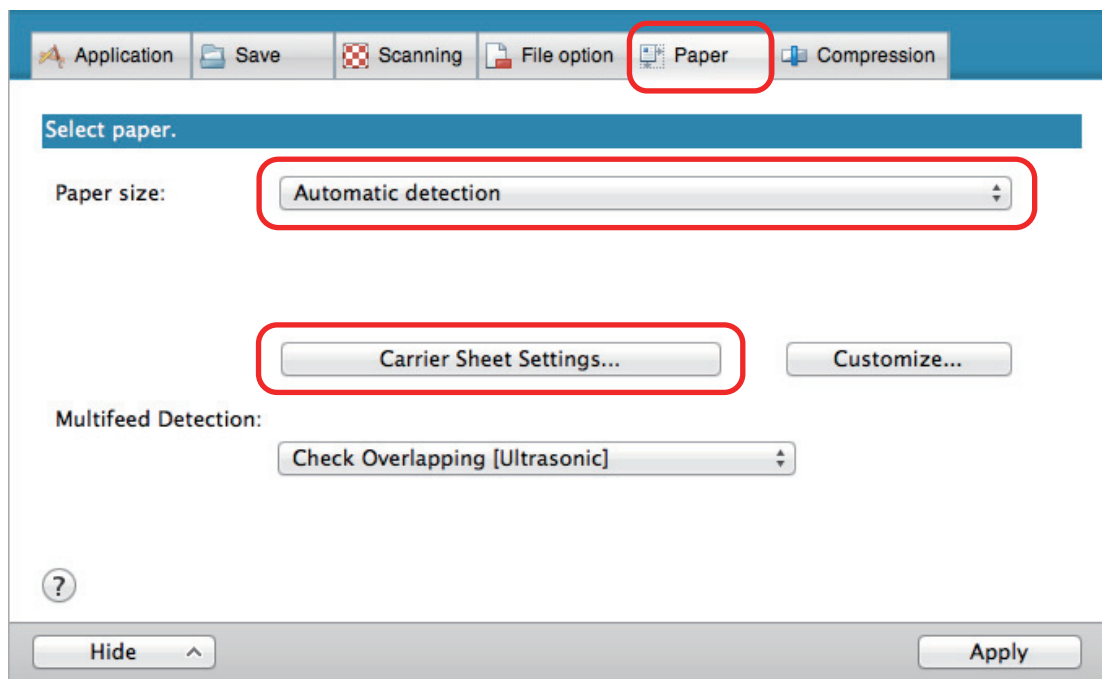 Application Save Scanning File option Paper Compression
Select paper.
Paper size: Automatic detection
Carrier Sheet Settings... Customize...
Multifeed Detection:
Check Overlapping [Ultrasonic]
?
Hide Apply